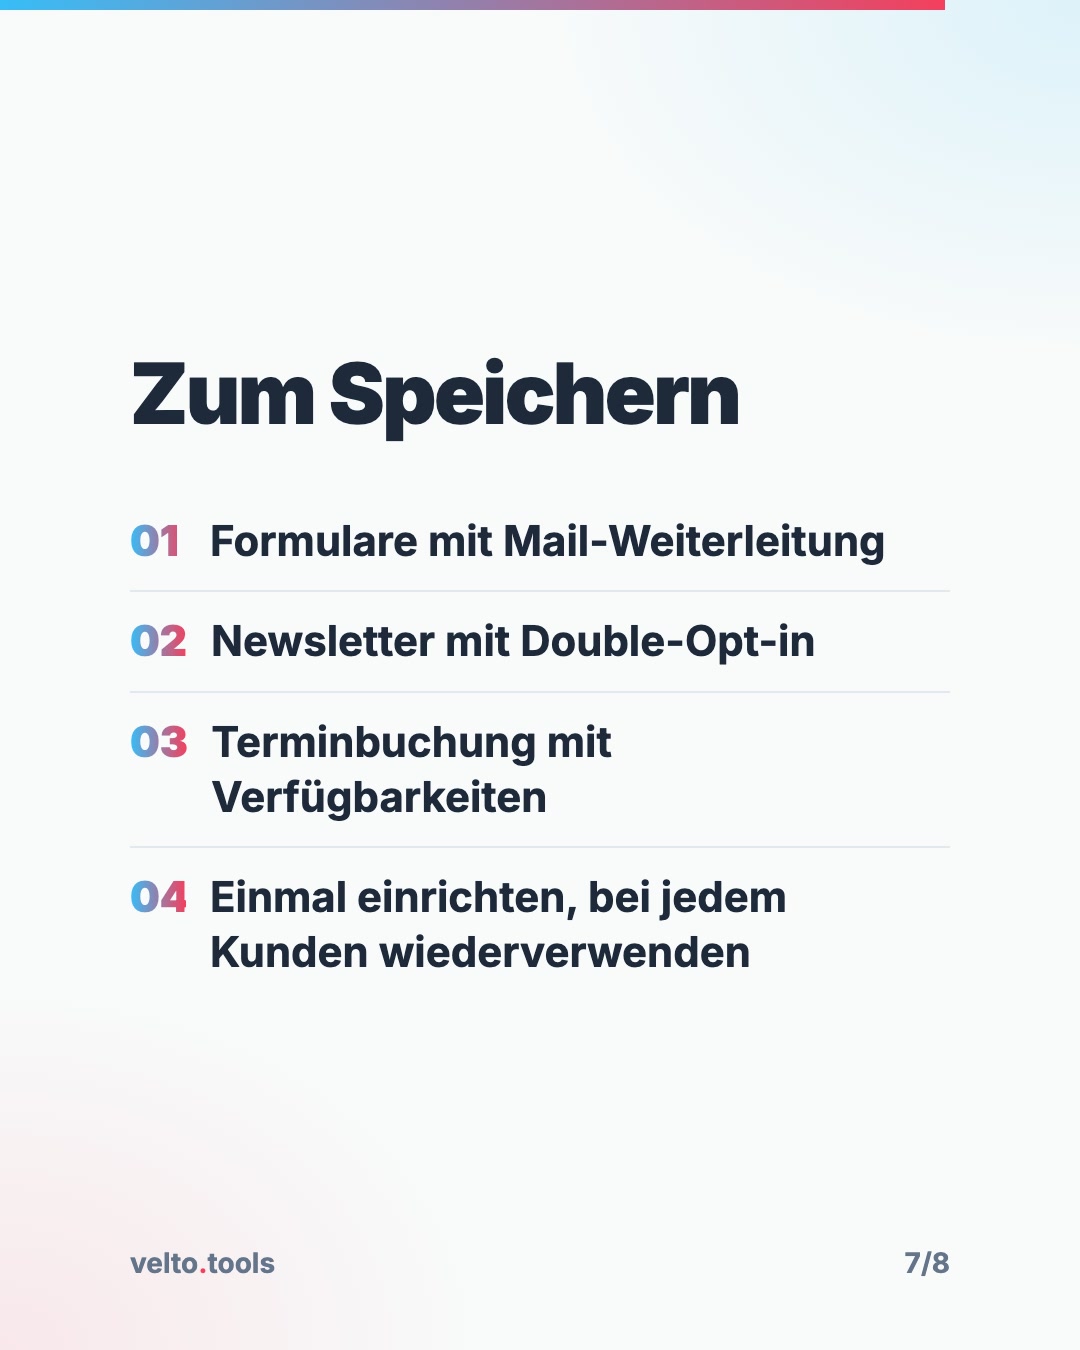 Zum Speichern
01 Formulare mit Mail-Weiterleitung
02 Newsletter mit Double-Opt-in
03 Terminbuchung mit
Verfügbarkeiten
04 Einmal einrichten, bei jedem
Kunden wiederverwenden
velto.tools
7/8